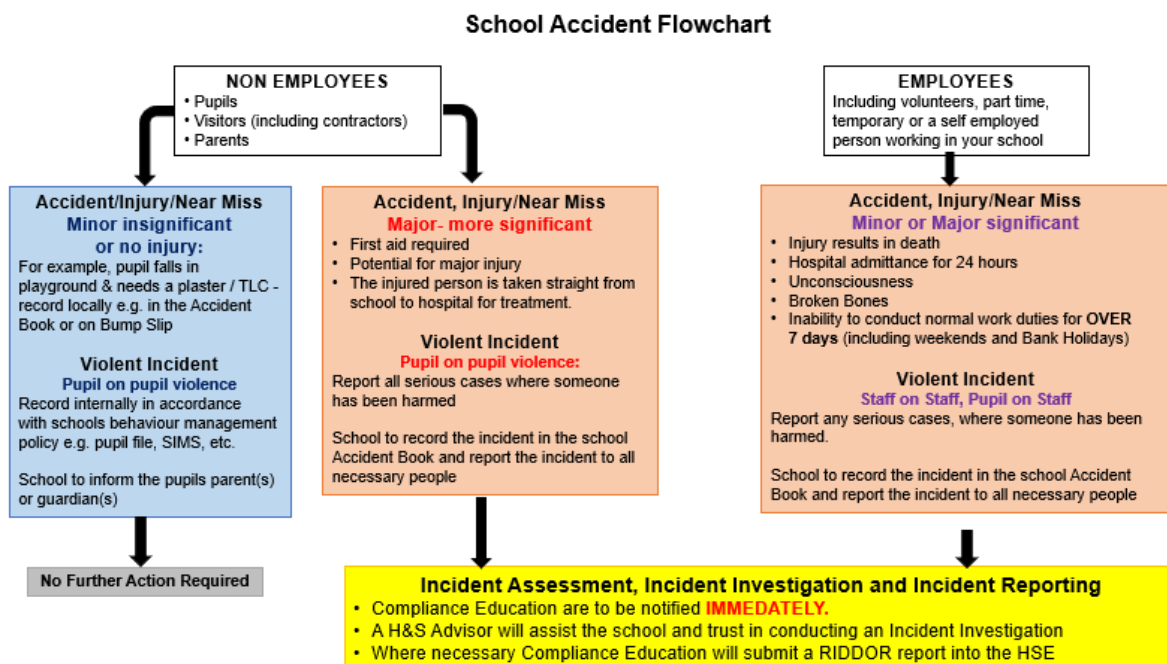 School Accident Flowchart
NON EMPLOYEES
• Pupils
• Visitors (including contractors)
• Parents
EMPLOYEES
Including volunteers, part time,
temporary or a self employed
person working in your school
Accident/Injury/Near Miss
Minor insignificant
or no injury:
For example, pupil falls in
playground & needs a plaster / TLC -
record locally e.g. in the Accident
Book or on Bump Slip
Violent Incident
Pupil on pupil violence
Record internally in accordance
with schools behaviour management
policy e.g. pupil file, SIMS, etc.
School to inform the pupils parent(s)
or guardian(s)
No Further Action Required
Accident, Injury/Near Miss
Major- more significant
• First aid required
• Potential for major injury
• The injured person is taken straight from
school to hospital for treatment.
Violent Incident
Pupil on pupil violence:
Report all serious cases where someone
has been harmed
School to record the incident in the school
Accident Book and report the incident to all
necessary people
Accident, Injury/Near Miss
Minor or Major significant
• Injury results in death
• Hospital admittance for 24 hours
• Unconsciousness
• Broken Bones
• Inability to conduct normal work duties for OVER
7 days (including weekends and Bank Holidays)
Violent Incident
Staff on Staff, Pupil on Staff
Report any serious cases, where someone has been
harmed.
School to record the incident in the school Accident
Book and report the incident to all necessary people
Incident Assessment, Incident Investigation and Incident Reporting
• Compliance Education are to be notified IMMEDATELY.
• A H&S Advisor will assist the school and trust in conducting an Incident Investigation
• Where necessary Compliance Education will submit a RIDDOR report into the HSE